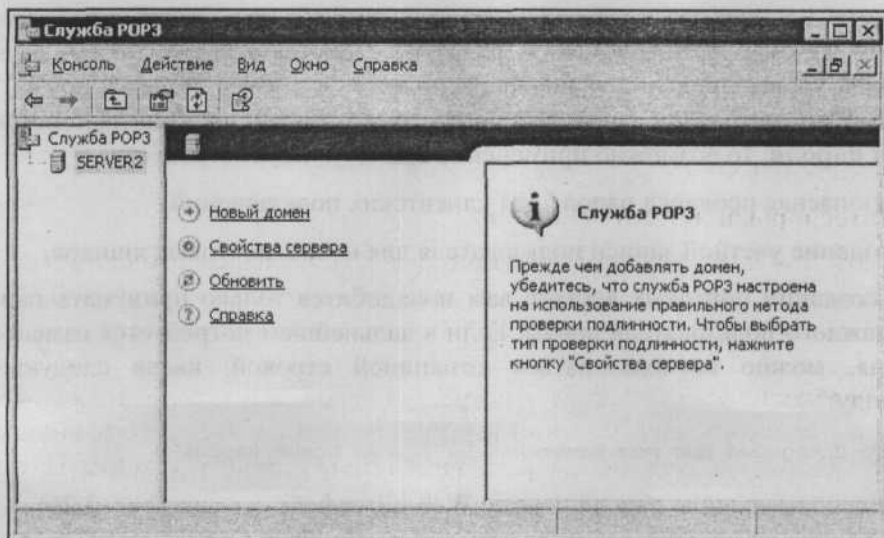 Служба POP3
Консоль Действие Вид Окно Справка
Служба POP3
SERVER2
Новый домен
Свойства сервера
Обновить
Справка
Служба POP3
Прежде чем добавлять домен,
убедитесь, что служба POP3 настроена
на использование правильного метода
проверки подлинности. Чтобы выбрать
тип проверки подлинности, нажмите
кнопку "Свойства сервера".